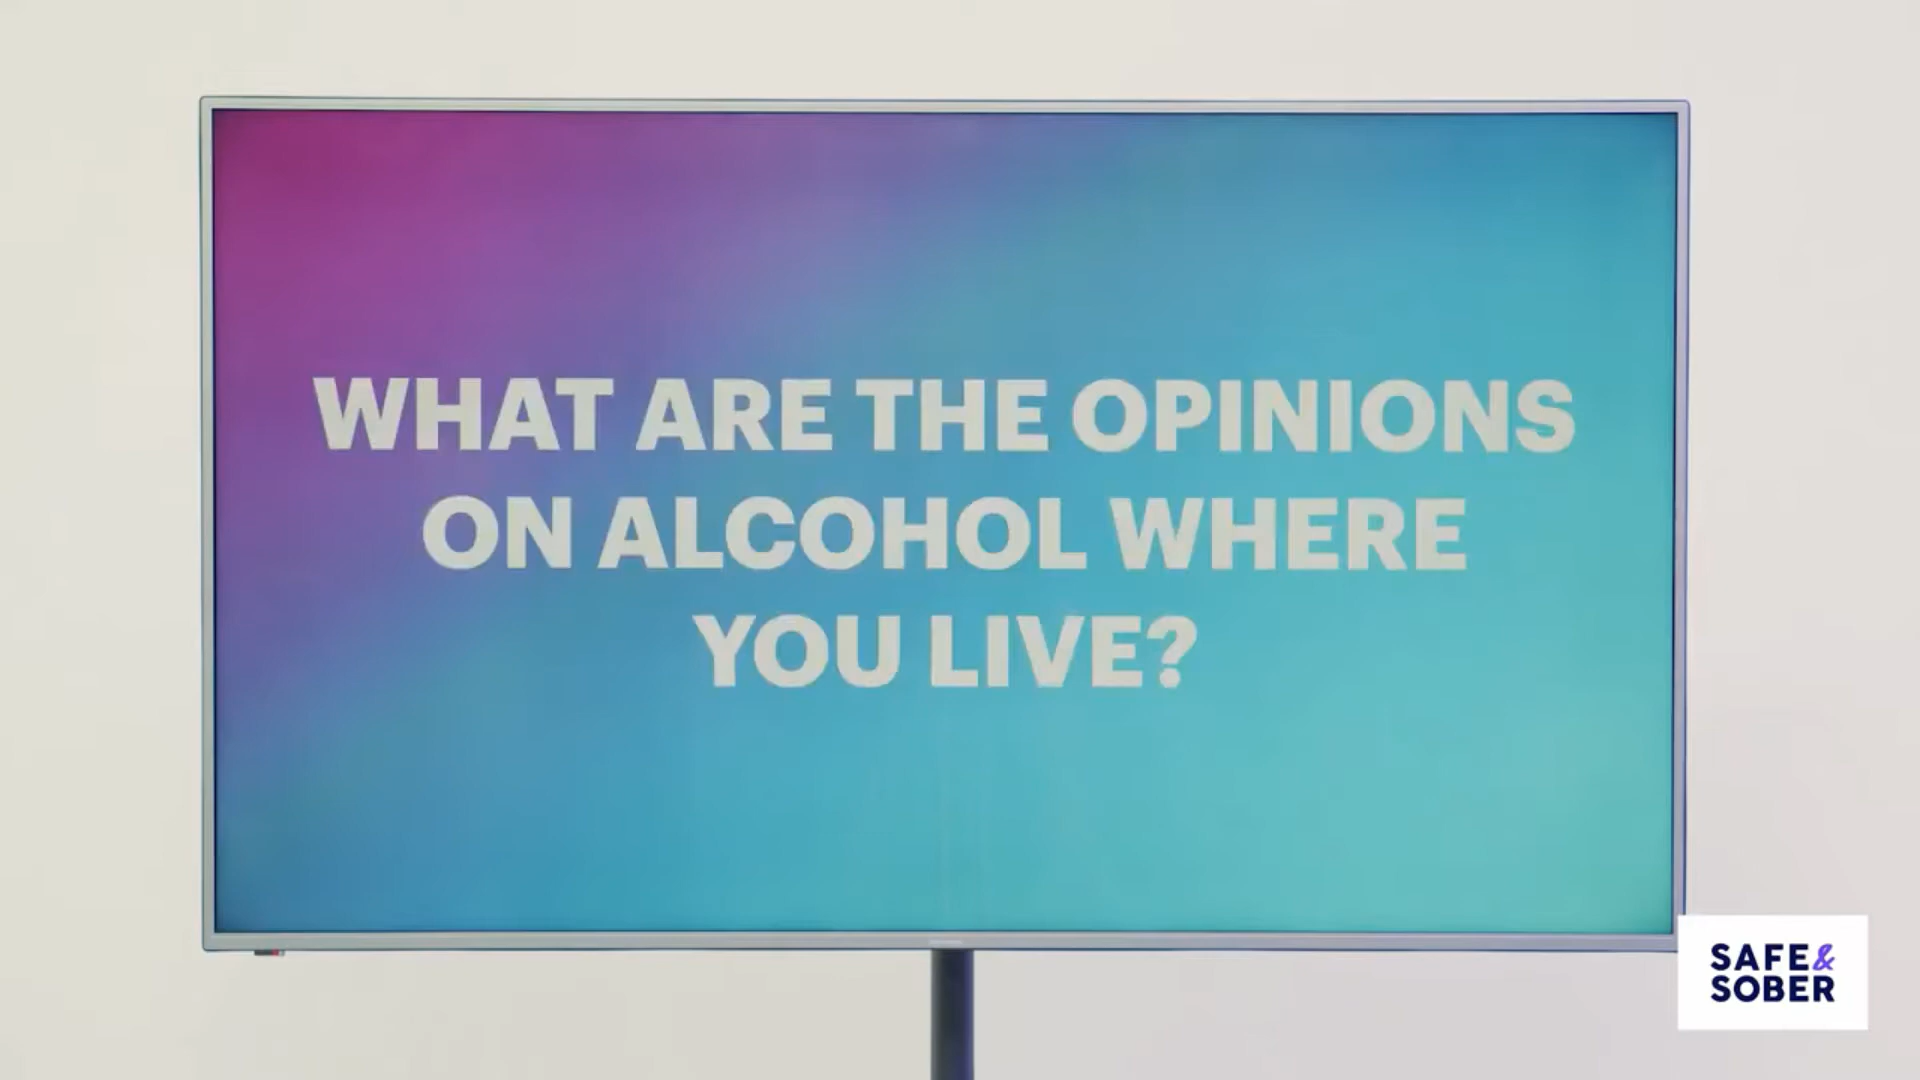 WHAT ARE THE OPINIONS
ON ALCOHOL WHERE
YOU LIVE?
SAFE&
SOBER